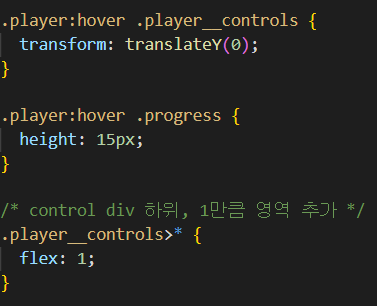 .player:hover .player__controls {
  transform: translateY(0);
}

.player:hover .progress {
  height: 15px;
}

/* control div 하위, 1만큼 영역 추가 */
.player__controls>* {
  flex: 1;
}